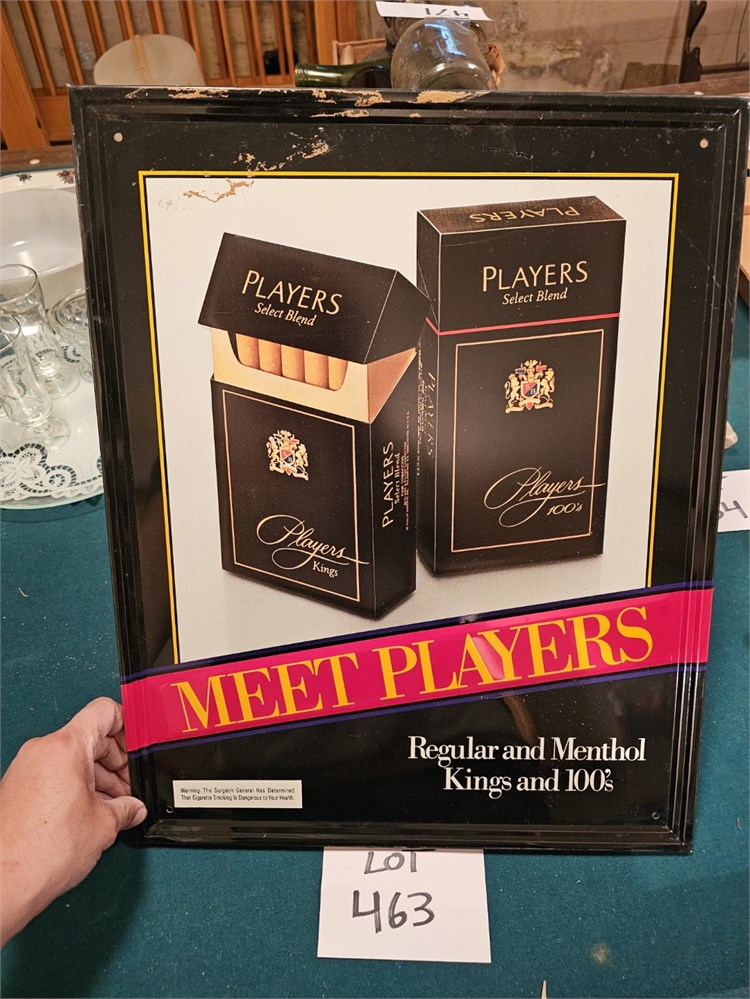 471
PLAYERS
PLAYERS
Select Blend
PLAYERS
Select Blend
PLAYERS
PLAYERS
Select Blend
Players
100's
Players
Kings
MEET PLAYERS
Regular and Menthol
Kings and 100's
Warning: The Surgeon General Has Determined
That Cigarette Smoking Is Dangerous to Your Health.
LOT
463